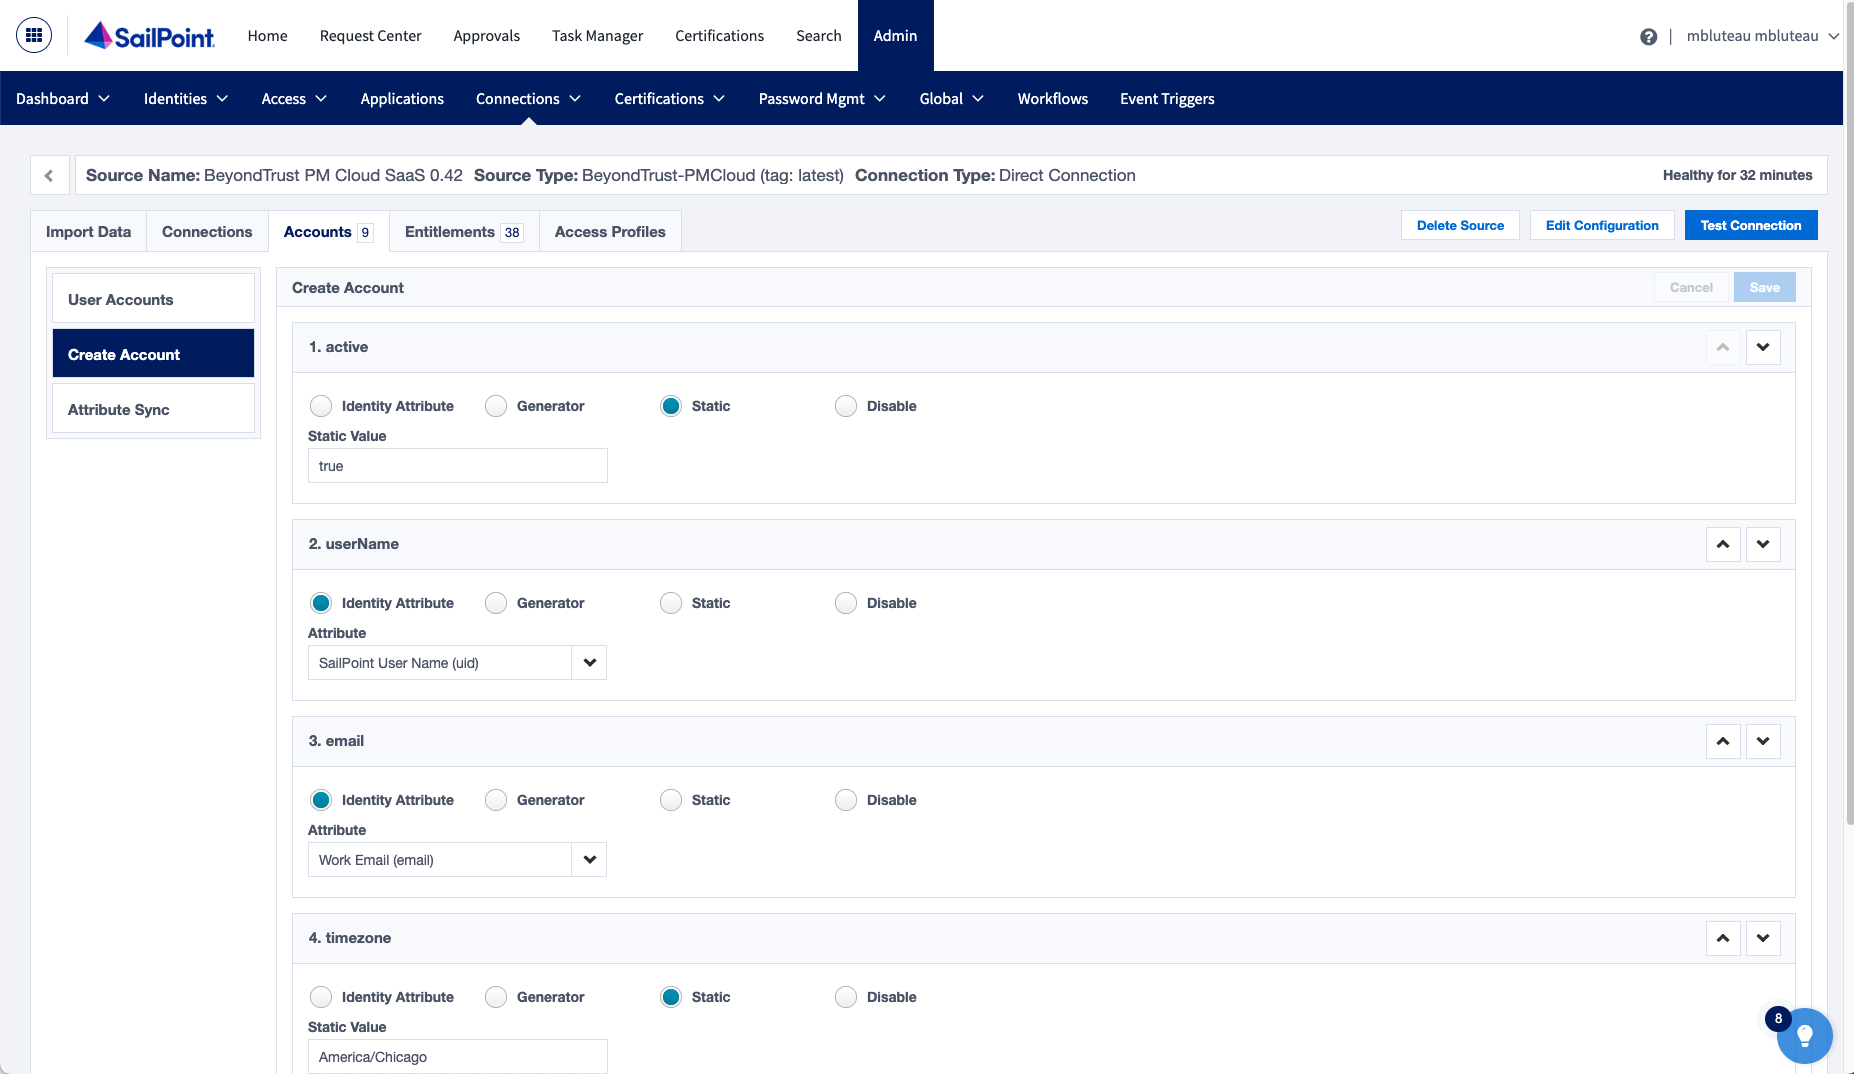 SailPoint Home Request Center Approvals Task Manager Certifications Search Admin mbluteau mbluteau
Dashboard Identities Access Applications Connections Certifications Password Mgmt Global Workflows Event Triggers
Source Name: BeyondTrust PM Cloud SaaS 0.42 Source Type: BeyondTrust-PMCloud (tag: latest) Connection Type: Direct Connection Healthy for 32 minutes
Import Data Connections Accounts 9 Entitlements 38 Access Profiles Delete Source Edit Configuration Test Connection
User Accounts
Create Account
Attribute Sync
Create Account Cancel Save
1. active
Identity Attribute Generator Static Disable
Static Value
true
2. userName
Identity Attribute Generator Static Disable
Attribute
SailPoint User Name (uid)
3. email
Identity Attribute Generator Static Disable
Attribute
Work Email (email)
4. timezone
Identity Attribute Generator Static Disable
Static Value
America/Chicago
8